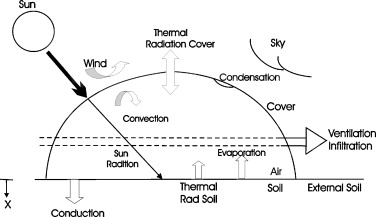 Sun
Thermal
Radiation Cover
Sky
Wind
Condensation
Cover
Convection
Ventilation
Infiltration
Sun
Radition
Evaporation
Air
Thermal
Rad Soil
Soil
External Soil
X
Conduction